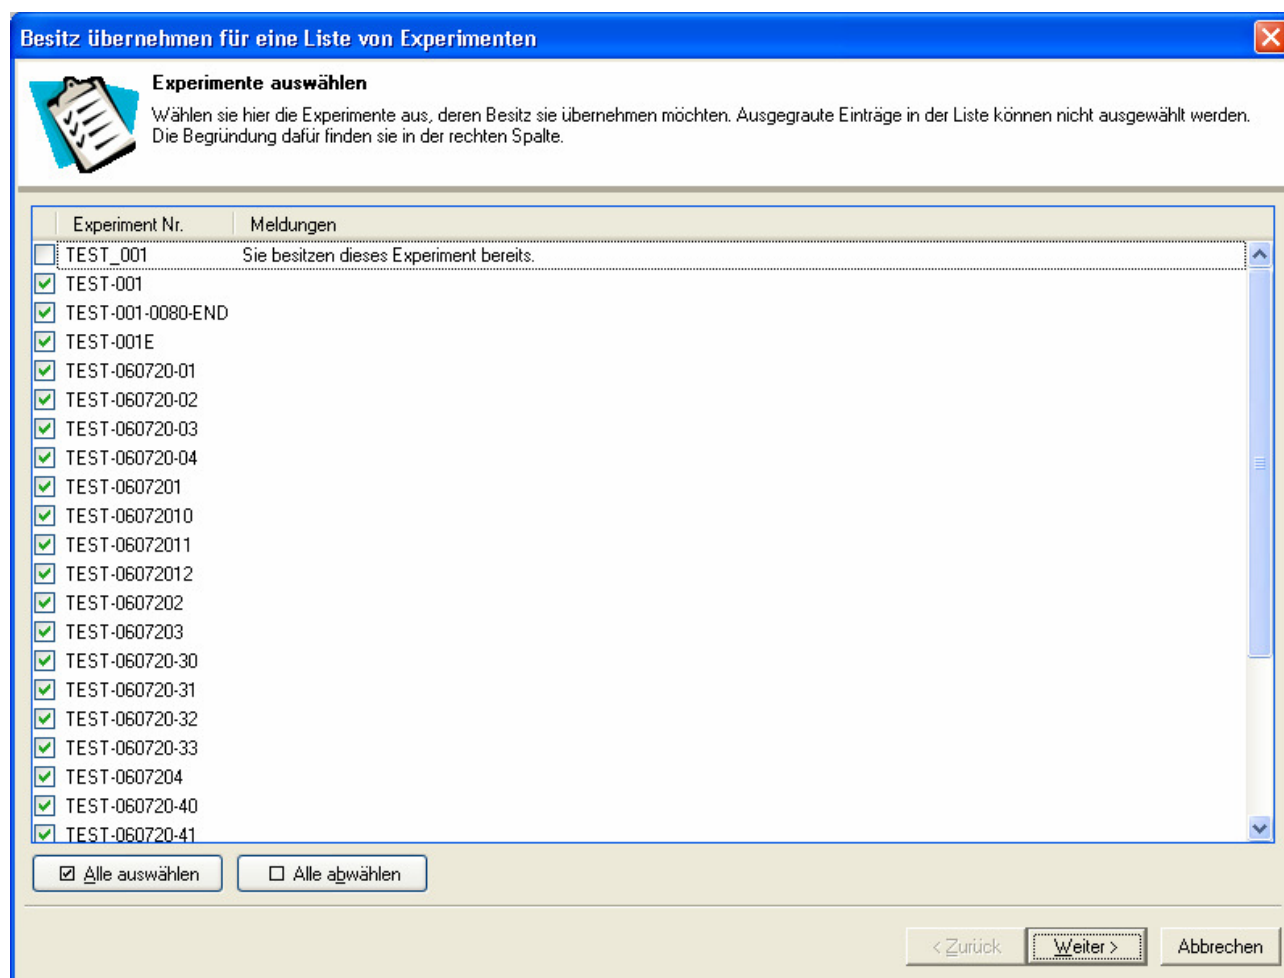 Besitz übernehmen für eine Liste von Experimenten
Experimente auswählen
Wählen sie hier die Experimente aus, deren Besitz sie übernehmen möchten. Ausgegraute Einträge in der Liste können nicht ausgewählt werden.
Die Begründung dafür finden sie in der rechten Spalte.
Experiment Nr. Meldungen
TEST_001 Sie besitzen dieses Experiment bereits.
TEST-001
TEST-001-0080-END
TEST-001E
TEST-060720-01
TEST-060720-02
TEST-060720-03
TEST-060720-04
TEST-0607201
TEST-06072010
TEST-06072011
TEST-06072012
TEST-0607202
TEST-0607203
TEST-060720-30
TEST-060720-31
TEST-060720-32
TEST-060720-33
TEST-0607204
TEST-060720-40
TEST-060720-41
Alle auswählen Alle abwählen
< Zurück Weiter > Abbrechen